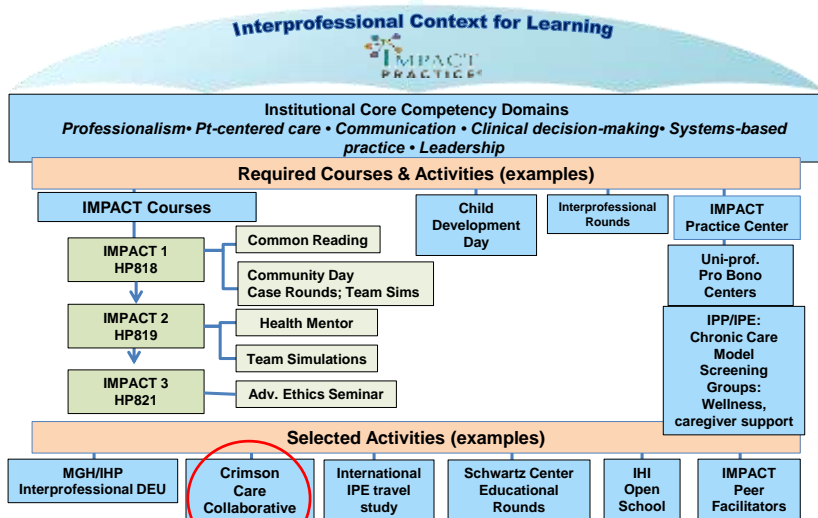 Interprofessional Context for Learning
IMPACT
PRACTICE
Institutional Core Competency Domains
Professionalism• Pt-centered care • Communication • Clinical decision-making• Systems-based
practice • Leadership
Required Courses & Activities (examples)
IMPACT Courses
Child
Development
Day
Interprofessional
Rounds
IMPACT
Practice Center
IMPACT 1
HP818
Common Reading
Community Day
Case Rounds; Team Sims
Uni-prof.
Pro Bono
Centers
IMPACT 2
HP819
Health Mentor
Team Simulations
IPP/IPE:
Chronic Care
Model
Screening
Groups:
Wellness,
caregiver support
IMPACT 3
HP821
Adv. Ethics Seminar
Selected Activities (examples)
MGH/IHP
Interprofessional DEU
Crimson
Care
Collaborative
International
IPE travel
study
Schwartz Center
Educational
Rounds
IHI
Open
School
IMPACT
Peer
Facilitators